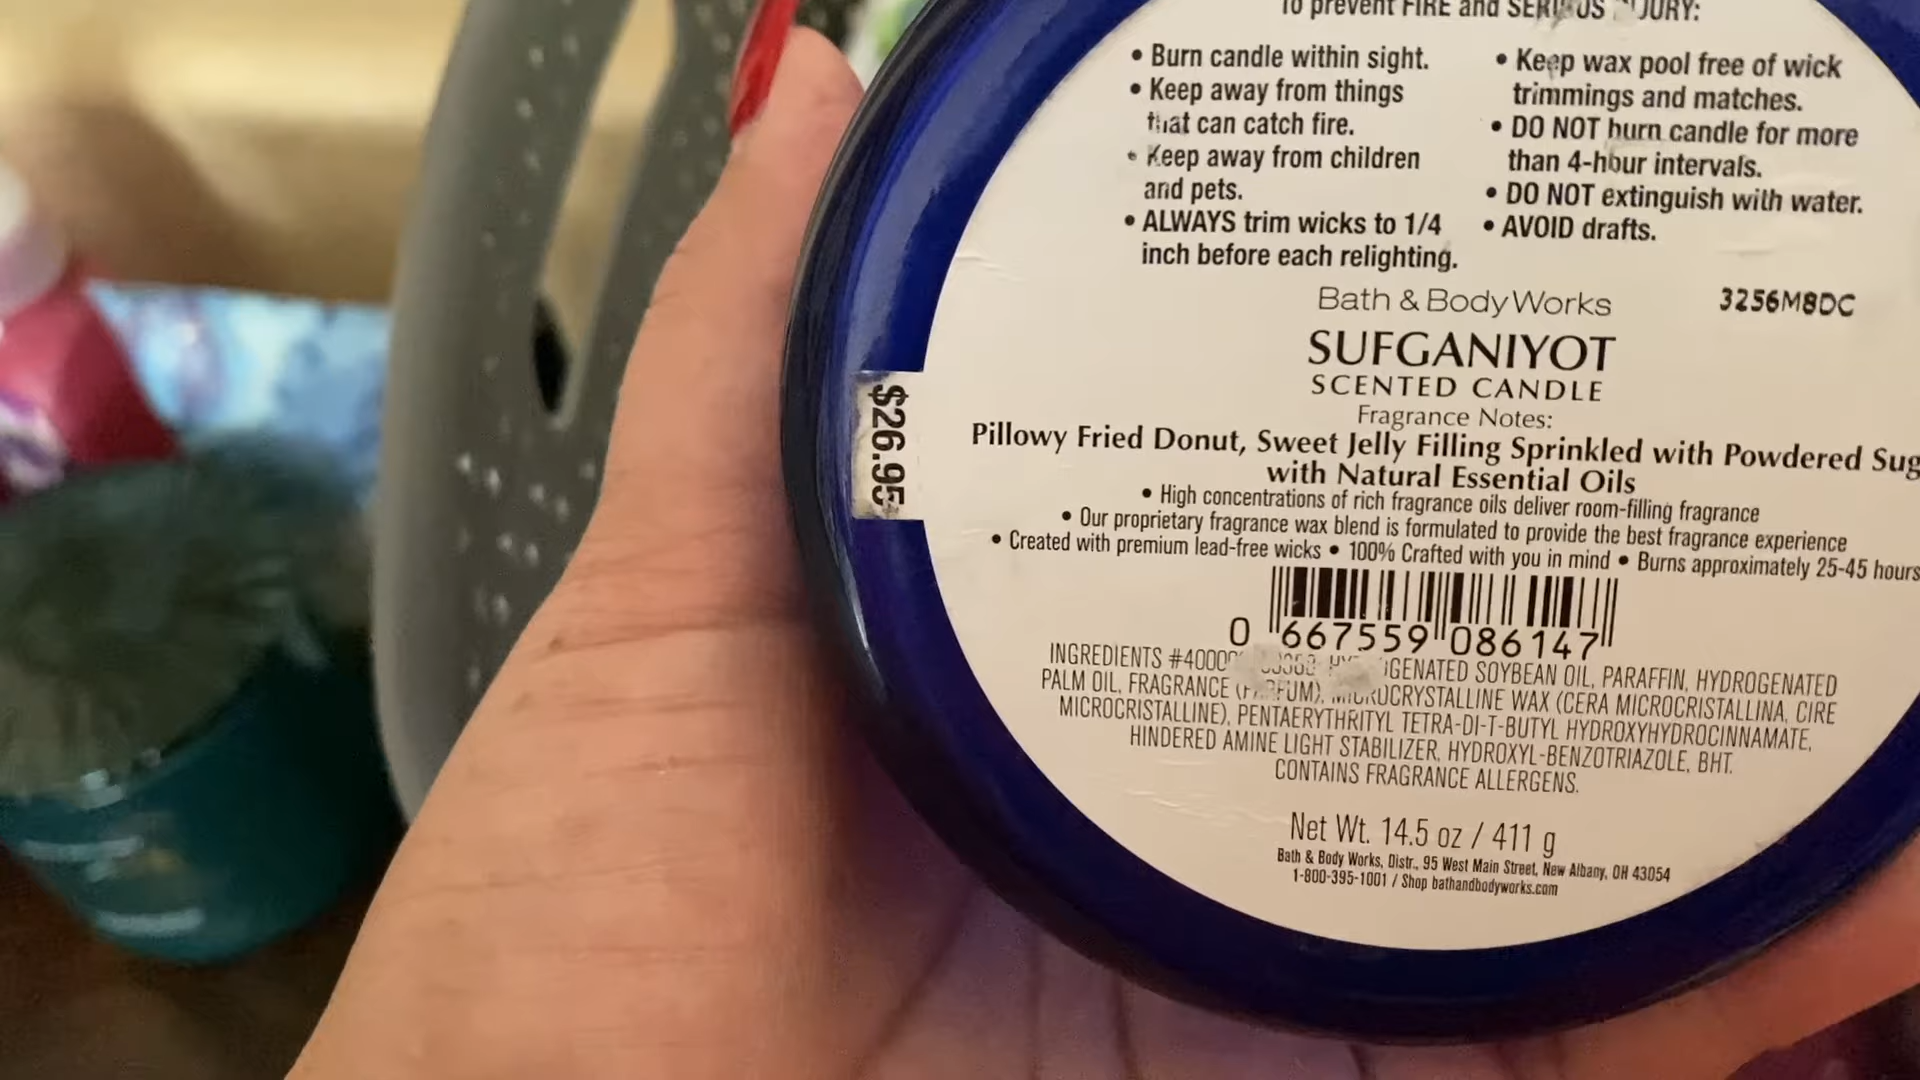 To prevent FIRE and SERIOUS INJURY:
• Burn candle within sight.
• Keep away from things
that can catch fire.
• Keep away from children
and pets.
• ALWAYS trim wicks to 1/4
inch before each relighting.
• Keep wax pool free of wick
trimmings and matches.
• DO NOT burn candle for more
than 4-hour intervals.
• DO NOT extinguish with water.
• AVOID drafts.
Bath & Body Works
3256M8DC
SUFGANIYOT
SCENTED CANDLE
Fragrance Notes:
Pillowy Fried Donut, Sweet Jelly Filling Sprinkled with Powdered Sug
with Natural Essential Oils
• High concentrations of rich fragrance oils deliver room-filling fragrance
• Our proprietary fragrance wax blend is formulated to provide the best fragrance experience
• Created with premium lead-free wicks • 100% Crafted with you in mind • Burns approximately 25-45 hours
$26.95
0 667559 086147
INGREDIENTS HYDROGENATED SOYBEAN OIL, PARAFFIN, HYDROGENATED
PALM OIL, FRAGRANCE (PARFUM), MICROCRYSTALLINE WAX (CERA MICROCRISTALLINA, CIRE
MICROCRISTALLINE), PENTAERYTHRITYL TETRA-DI-T-BUTYL HYDROXYHYDROCINNAMATE,
HINDERED AMINE LIGHT STABILIZER, HYDROXYL-BENZOTRIAZOLE, BHT.
CONTAINS FRAGRANCE ALLERGENS.
Net Wt. 14.5 oz / 411 g
Bath & Body Works, Distr., 95 West Main Street, New Albany, OH 43054
1-800-395-1001 / Shop bathandbodyworks.com